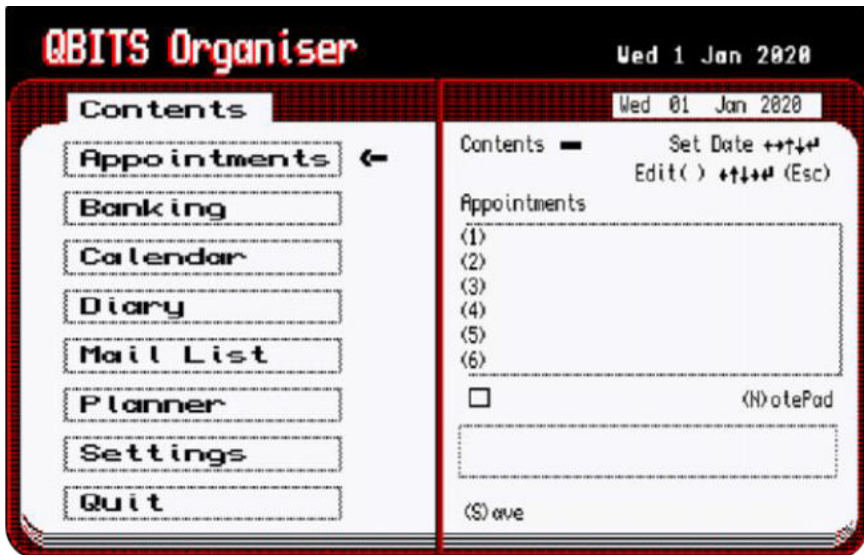 QBITS Organiser
Wed 1 Jan 2020
Contents
Appointments
Banking
Calendar
Diary
Mail List
Planner
Settings
Quit
Wed 01 Jan 2020
Contents Set Date ↔↑↓↵
Edit( ) ←↑↓→↵ (Esc)
Appointments
(1)
(2)
(3)
(4)
(5)
(6)
(N)otePad
(S)ave